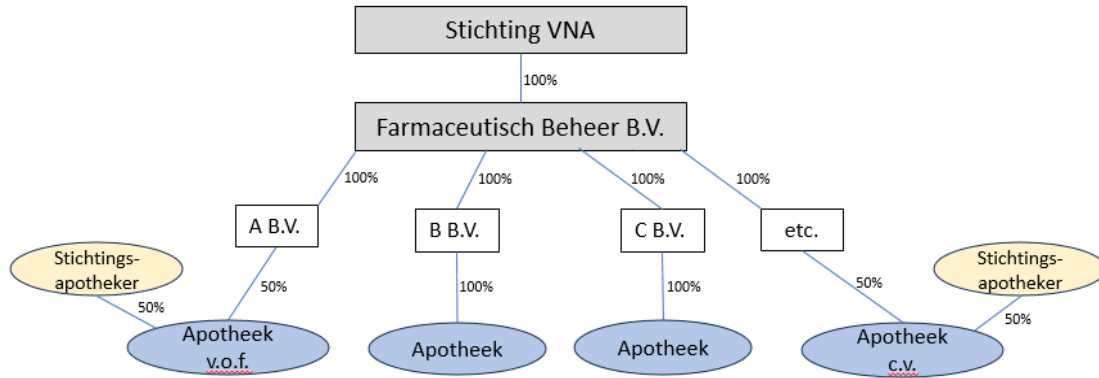 Stichting VNA
100%
Farmaceutisch Beheer B.V.
100%
100%
100%
100%
A B.V.
B B.V.
C B.V.
etc.
Stichtings-
apotheker
50%
50%
100%
100%
50%
Stichtings-
apotheker
50%
Apotheek
v.o.f.
Apotheek
Apotheek
Apotheek
c.v.